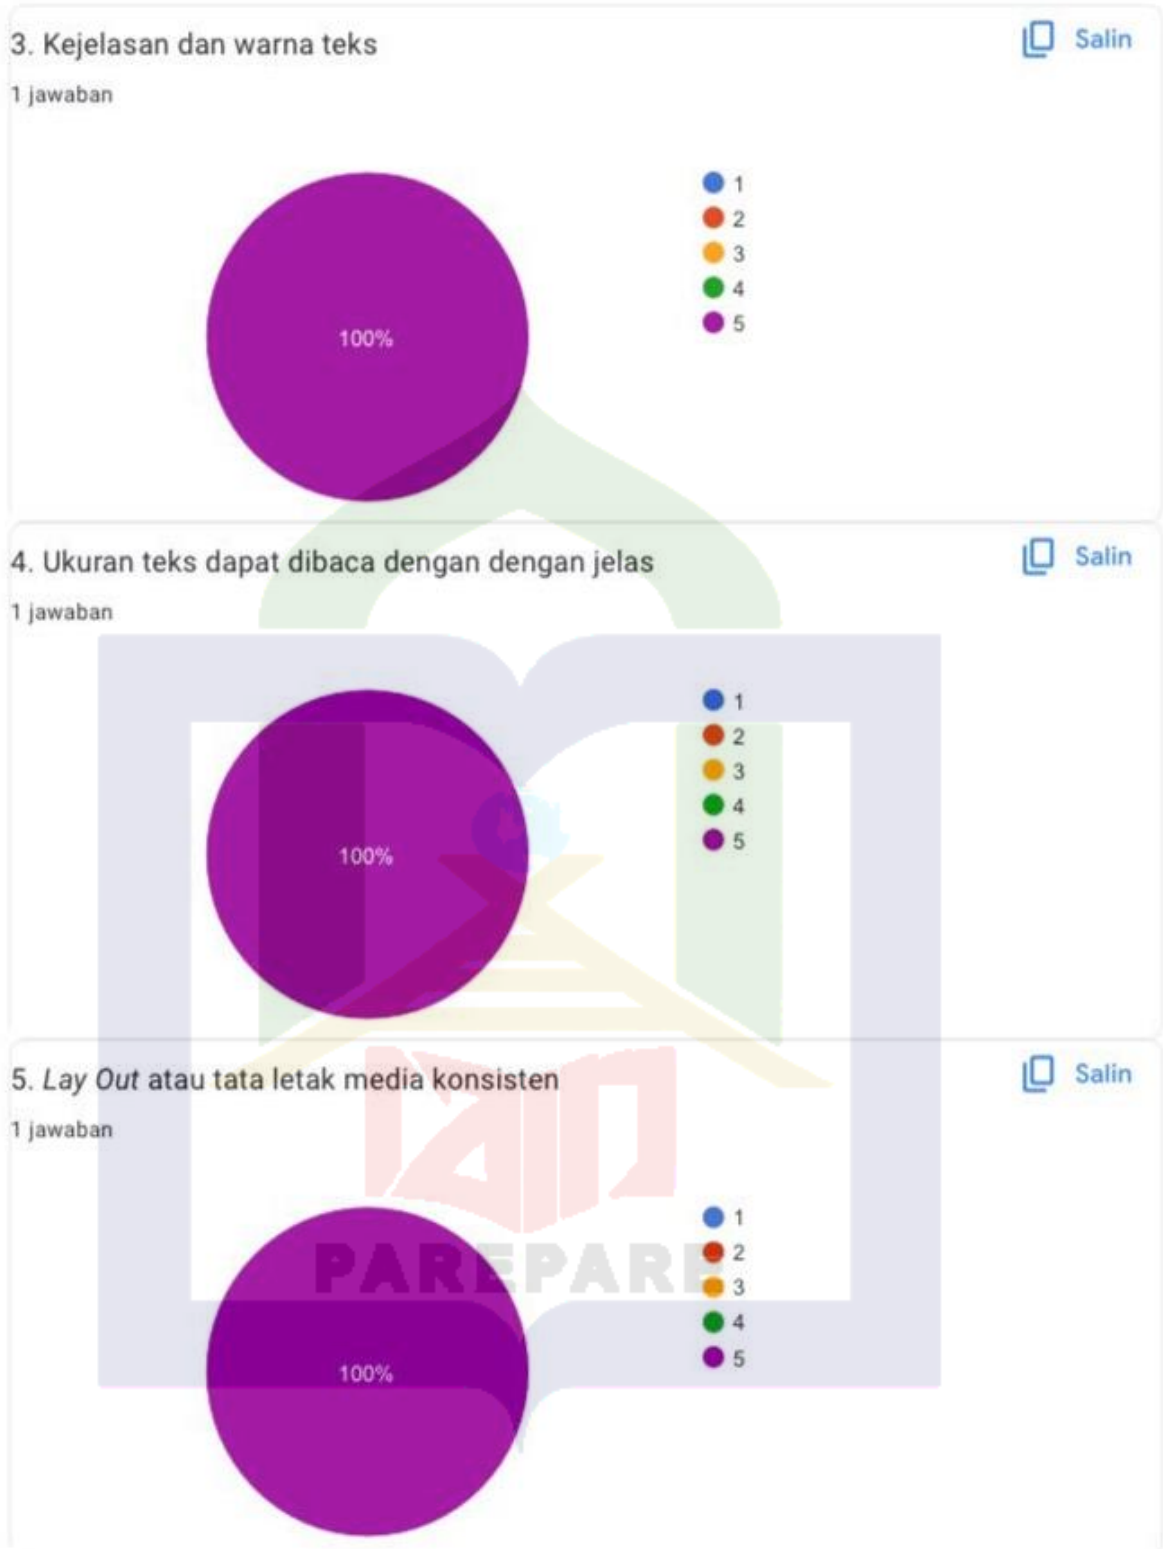 3. Kejelasan dan warna teks
Salin
1 jawaban
100%
1
2
3
4
5
4. Ukuran teks dapat dibaca dengan dengan jelas
Salin
1 jawaban
100%
1
2
3
4
5
5. Lay Out atau tata letak media konsisten
Salin
1 jawaban
100%
1
2
3
4
5
iain
PAREPARE